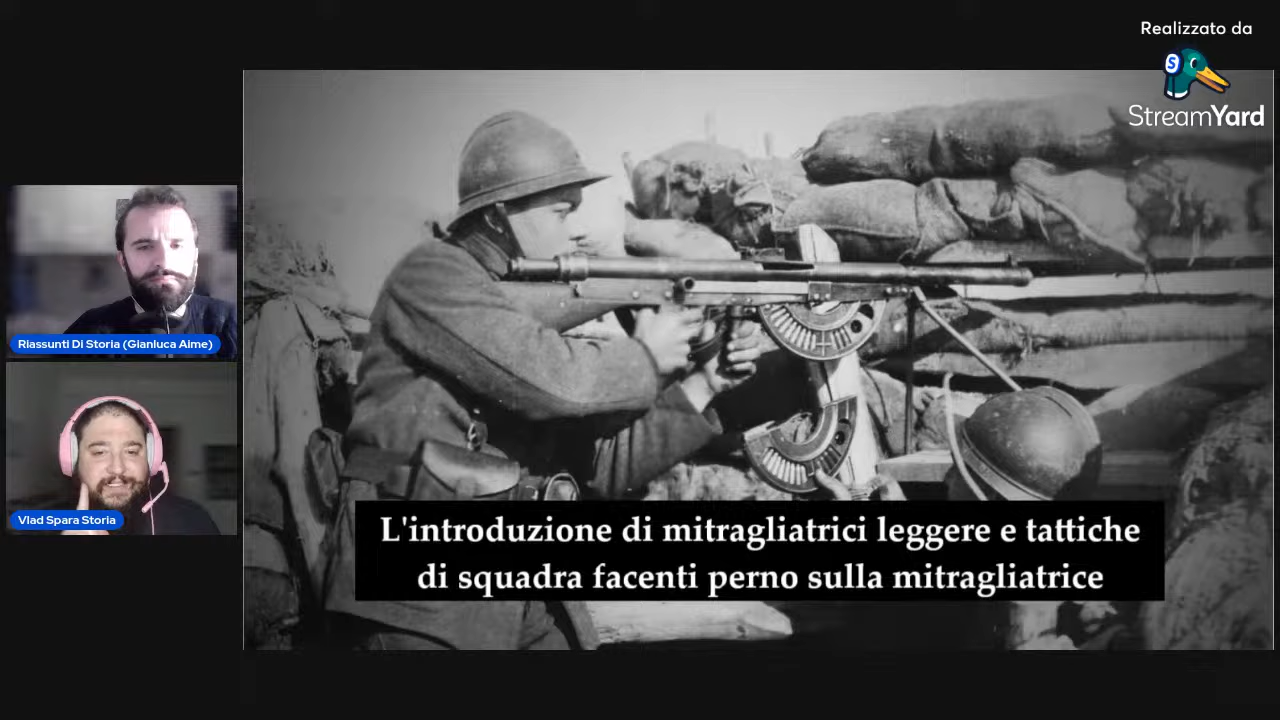 Realizzato da
StreamYard
Riassunti Di Storia (Gianluca Aime)
Vlad Spara Storia
L'introduzione di mitragliatrici leggere e tattiche
di squadra facenti perno sulla mitragliatrice